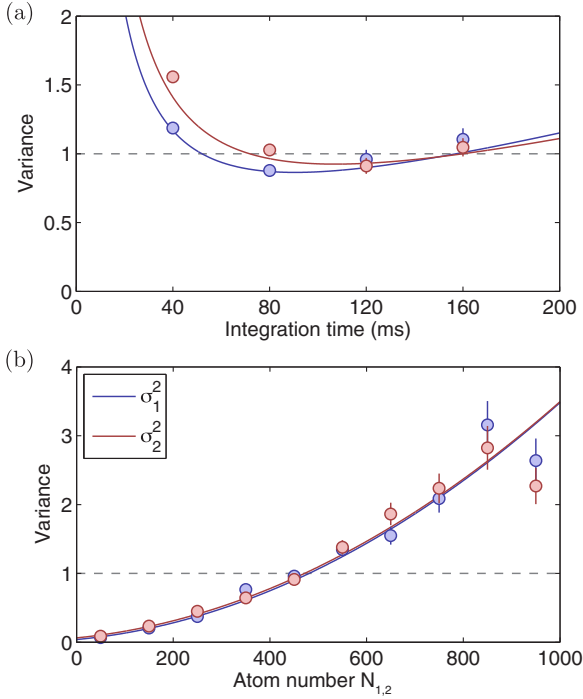 (a)
2
1.5
1
0.5
0
Variance
0 40 80 120 160 200
Integration time (ms)
(b)
4
3
2
1
0
Variance
σ₁²
σ₂²
0 200 400 600 800 1000
Atom number N₁,₂